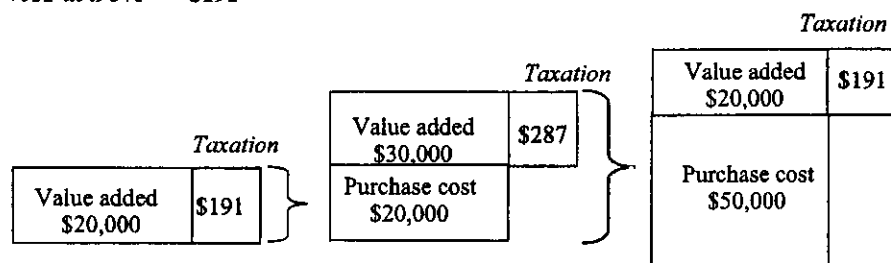 Taxation
Value added
$20,000
$191
Taxation
Value added
$30,000
$287
Purchase cost
$20,000
Taxation
Value added
$20,000
$191
Purchase cost
$50,000